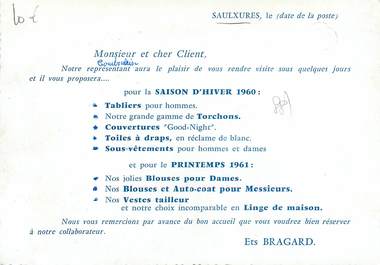 10 €
SAULXURES, le (date de la poste)
Monsieur et cher Client,
Notre représentant aura le plaisir de vous rendre visite sous quelques jours
et il vous proposera....
pour la SAISON D'HIVER 1960 :
Tabliers pour hommes.
Notre grande gamme de Torchons.
Couvertures "Good-Night".
Toiles à draps, en réclame de blanc.
Sous-vêtements pour hommes et dames
et pour le PRINTEMPS 1961 :
Nos jolies Blouses pour Dames.
Nos Blouses et Auto-coat pour Messieurs.
Nos Vestes tailleur
et notre choix incomparable en Linge de maison.
Nous vous remercions par avance du bon accueil que vous voudrez bien réserver
à notre collaborateur.
Ets BRAGARD.